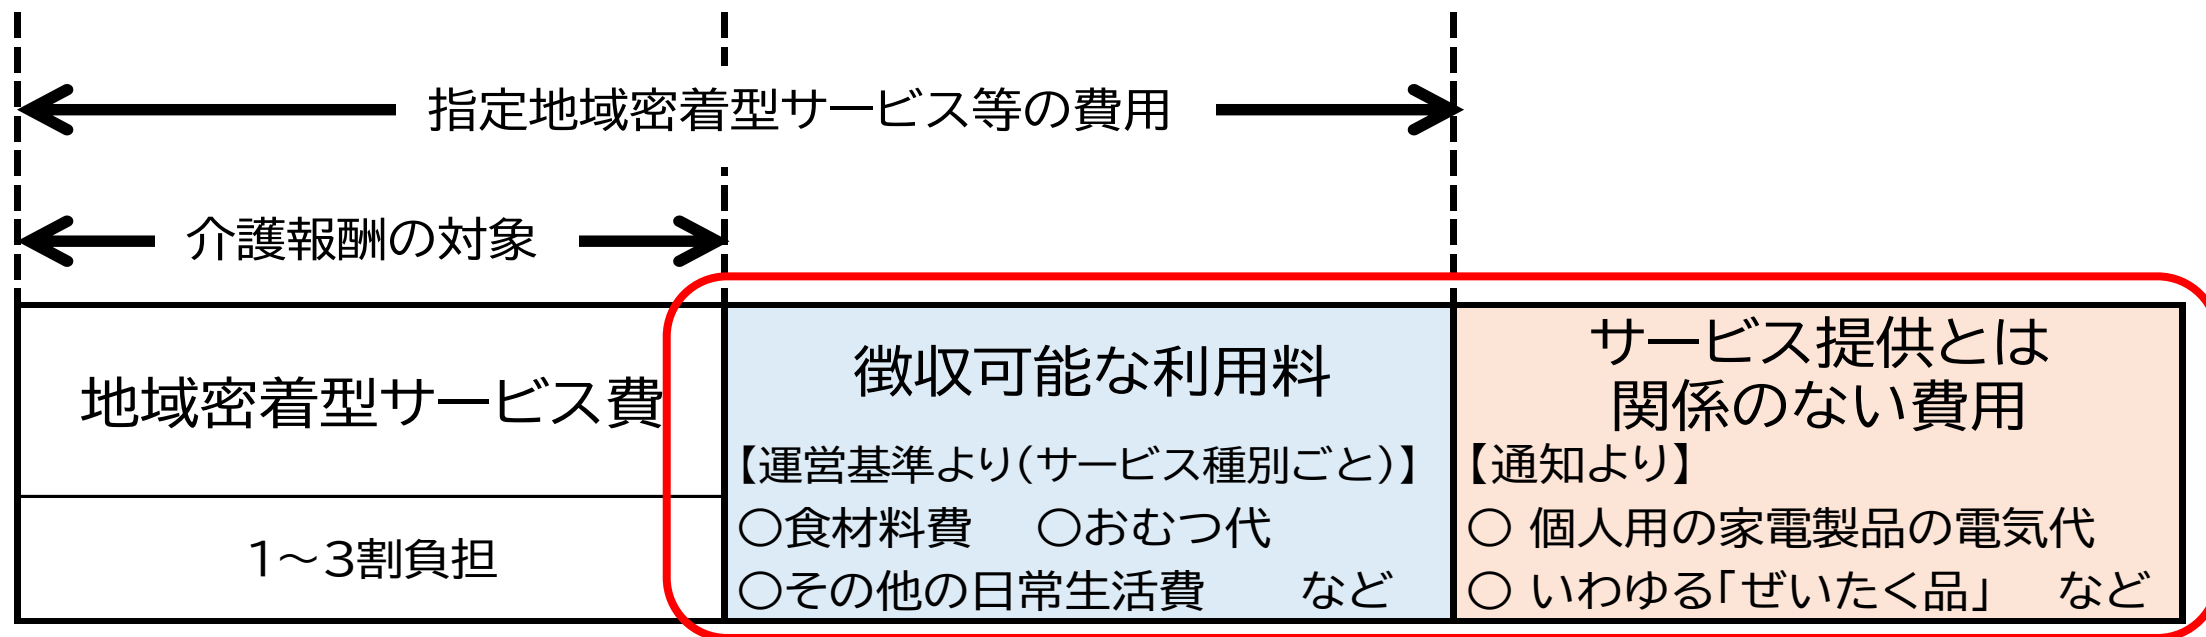 指定地域密着型サービス等の費用
介護報酬の対象
地域密着型サービス費
1～3割負担
徴収可能な利用料
【運営基準より(サービス種別ごと)】
〇食材料費 〇おむつ代
〇その他の日常生活費 など
サービス提供とは
関係のない費用
【通知より】
〇 個人用の家電製品の電気代
〇 いわゆる「ぜいたく品」 など